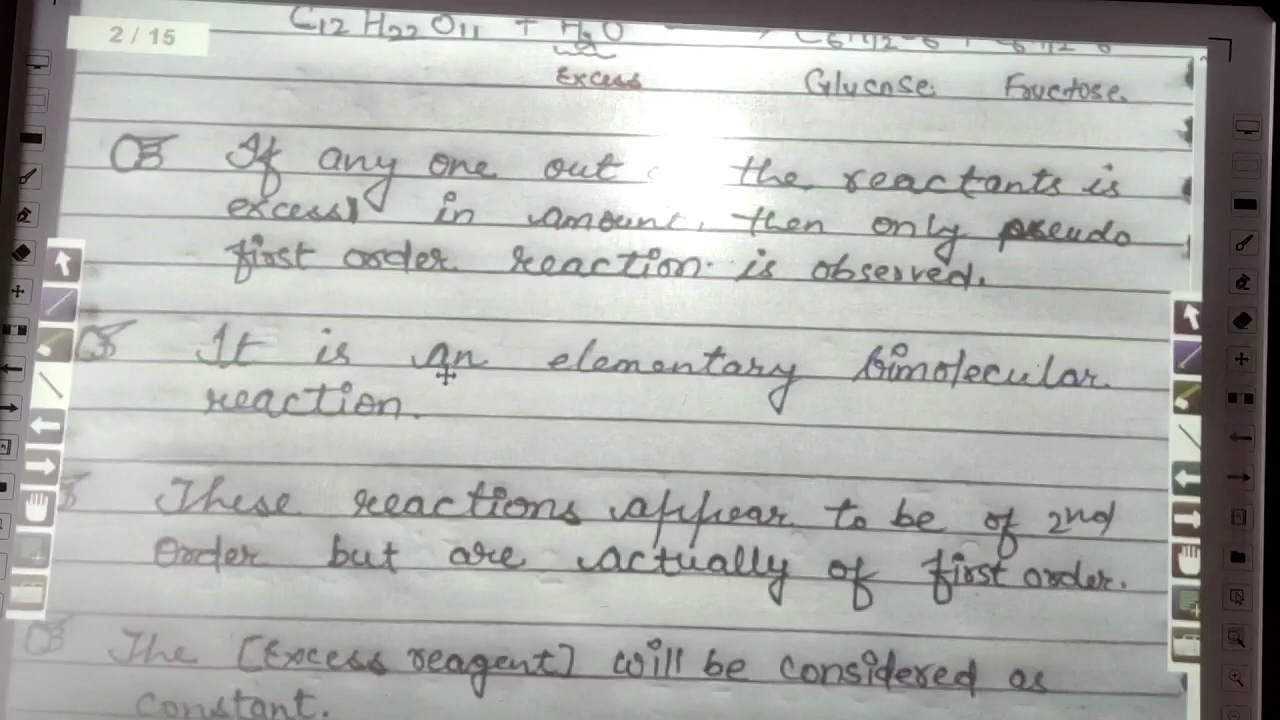 2 / 15
C12 H22 O11 + H2O
Excess Glucose Fructose.
If any one out the reactants is
excess in amount, then only pseudo
first order reaction is observed.
It is an elementary bimolecular
reaction.
These reactions appear to be of 2nd
order but are actually of first order.
The [Excess reagent] will be considered as
constant.